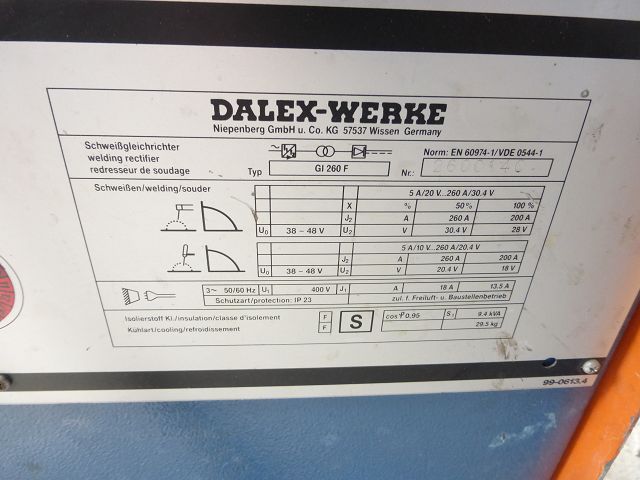 DALEX-WERKE
Niepenberg GmbH u. Co. KG 57537 Wissen Germany
Schweißgleichrichter
welding rectifier
redresseur de soudage
Typ GI 260 F
Norm: EN 60974-1/VDE 0544-1
Nr.:
Schweißen/welding/souder
5 A/20 V...260 A/30.4 V
X % 50% 100%
J2 A 260 A 200 A
U0 38 – 48 V U2 V 30.4 V 28 V
5 A/10 V...260 A/20.4 V
J2 A 260 A 200 A
U0 38 – 48 V U2 V 20.4 V 18 V
3~ 50/60 Hz U1 400 V J1 A 18 A 13.5 A
Schutzart/protection: IP 23 zul. f. Freiluft- u. Baustellenbetrieb
Isolierstoff Kl./insulation/classe d'isolement F
Kühlart/cooling/refroidissement F
S
cos φ 0.95 S1 9.4 kVA
29.5 kg
99-0613.4